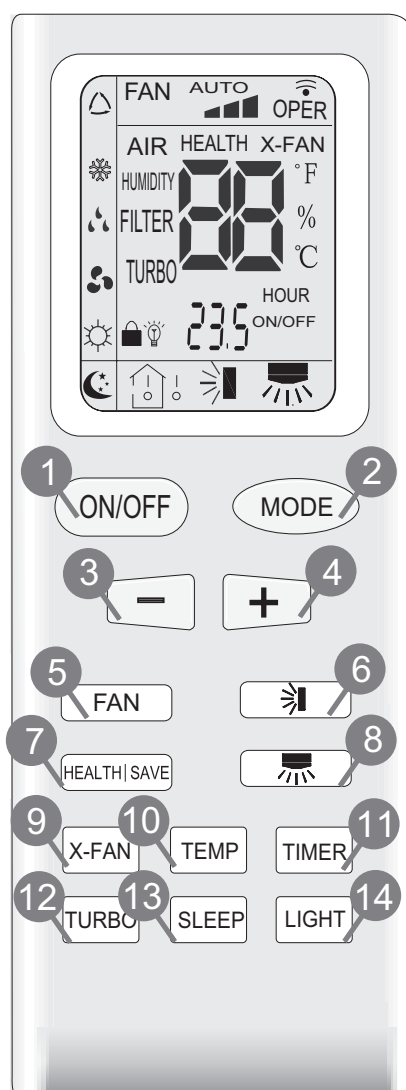 FAN AUTO OPER
AIR HEALTH X-FAN
HUMIDITY 88 °F
FILTER %
TURBO °C
HOUR
23.5 ON/OFF
1 2
ON/OFF MODE
3 4
− +
5 6
FAN
7 8
HEALTH | SAVE
9 10 11
X-FAN TEMP TIMER
12 13 14
TURBO SLEEP LIGHT